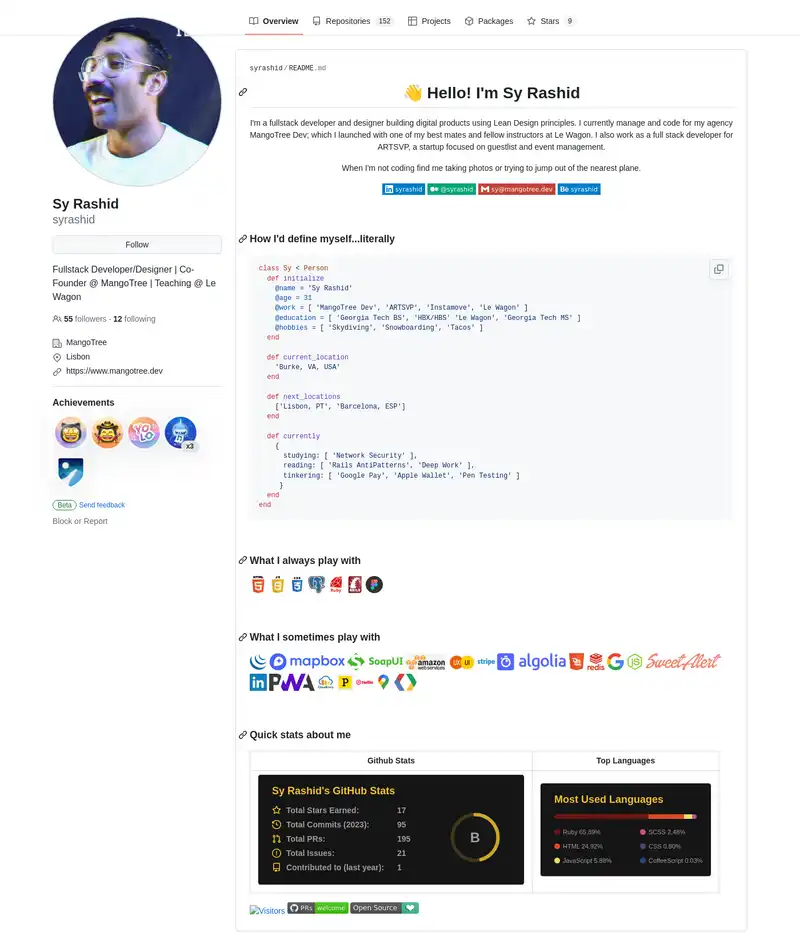 Overview
Repositories 152
Projects
Packages
Stars 9
Sy Rashid
syrashid
Follow
Fullstack Developer/Designer | Co-
Founder @ MangoTree | Teaching @ Le
Wagon
55 followers · 12 following
MangoTree
Lisbon
https://www.mangotree.dev
Achievements
YOLO
x3
Beta Send feedback
Block or Report
syrashid/README.md
👋 Hello! I'm Sy Rashid
I'm a fullstack developer and designer building digital products using Lean Design principles. I currently manage and code for my agency
MangoTree Dev; which I launched with one of my best mates and fellow instructors at Le Wagon. I also work as a full stack developer for
ARTSVP, a startup focused on guestlist and event management.
When I'm not coding find me taking photos or trying to jump out of the nearest plane.
in syrashid @syrashid sy@mangotree.dev Bē syrashid
How I'd define myself...literally
class Sy < Person
def initialize
@name = 'Sy Rashid'
@age = 31
@work = [ 'MangoTree Dev', 'ARTSVP', 'Instamove', 'Le Wagon' ]
@education = [ 'Georgia Tech BS', 'HBX/HBS' 'Le Wagon', 'Georgia Tech MS' ]
@hobbies = [ 'Skydiving', 'Snowboarding', 'Tacos' ]
end
def current_location
'Burke, VA, USA'
end
def next_locations
['Lisbon, PT', 'Barcelona, ESP']
end
def currently
{
studying: [ 'Network Security' ],
reading: [ 'Rails AntiPatterns', 'Deep Work' ],
tinkering: [ 'Google Pay', 'Apple Wallet', 'Pen Testing' ]
}
end
end
What I always play with
What I sometimes play with
mapbox SoapUI amazon webservices UX UI stripe algolia redis G JS SweetAlert
in PWA P
Quick stats about me
Github Stats
Top Languages
Sy Rashid's GitHub Stats
Total Stars Earned: 17
Total Commits (2023): 95
Total PRs: 195
Total Issues: 21
Contributed to (last year): 1
B
Most Used Languages
Ruby 65.89%
SCSS 2.48%
HTML 24.92%
CSS 0.80%
JavaScript 5.88%
CoffeeScript 0.03%
Visitors PRs welcome Open Source ❤